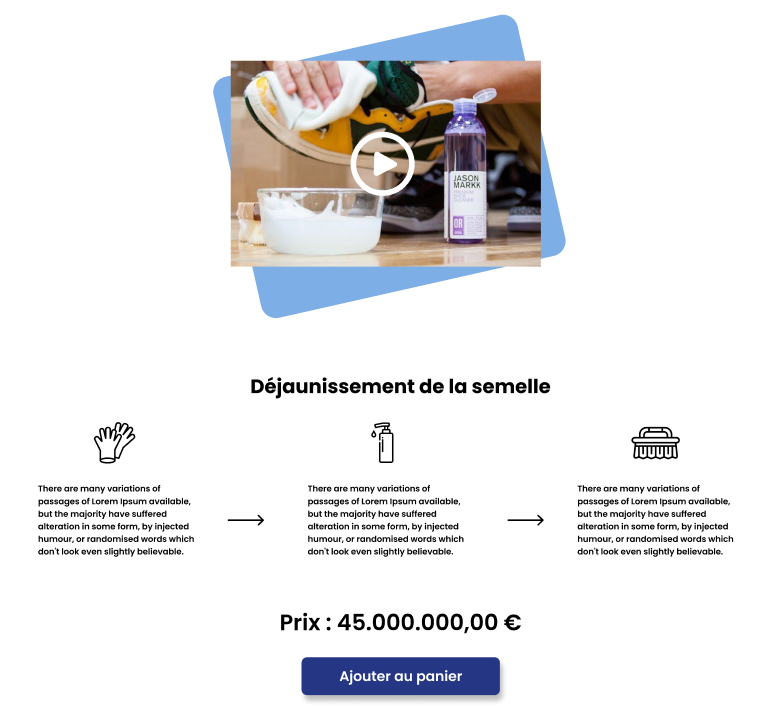 JASON
MARKK
Déjaunissement de la semelle
There are many variations of
passages of Lorem Ipsum available,
but the majority have suffered
alteration in some form, by injected
humour, or randomised words which
don't look even slightly believable.
There are many variations of
passages of Lorem Ipsum available,
but the majority have suffered
alteration in some form, by injected
humour, or randomised words which
don't look even slightly believable.
There are many variations of
passages of Lorem Ipsum available,
but the majority have suffered
alteration in some form, by injected
humour, or randomised words which
don't look even slightly believable.
Prix : 45.000.000,00 €
Ajouter au panier